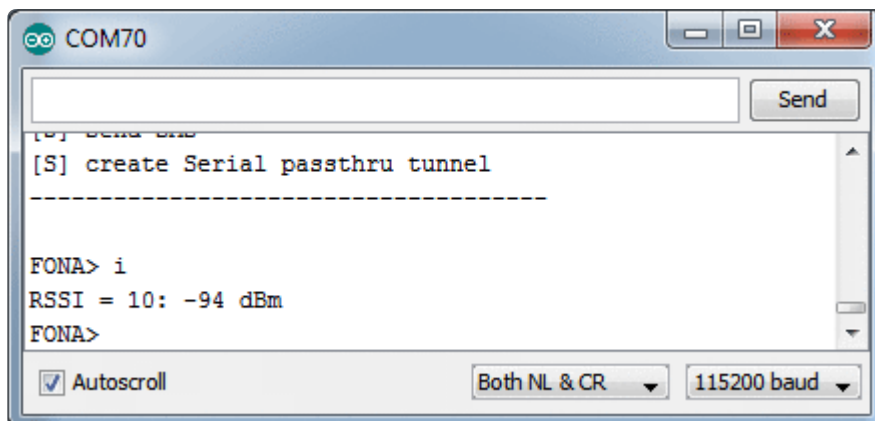 COM70
Send
[S] create Serial passthru tunnel
-------------------------------------
FONA> i
RSSI = 10: -94 dBm
FONA>
Autoscroll
Both NL & CR
115200 baud